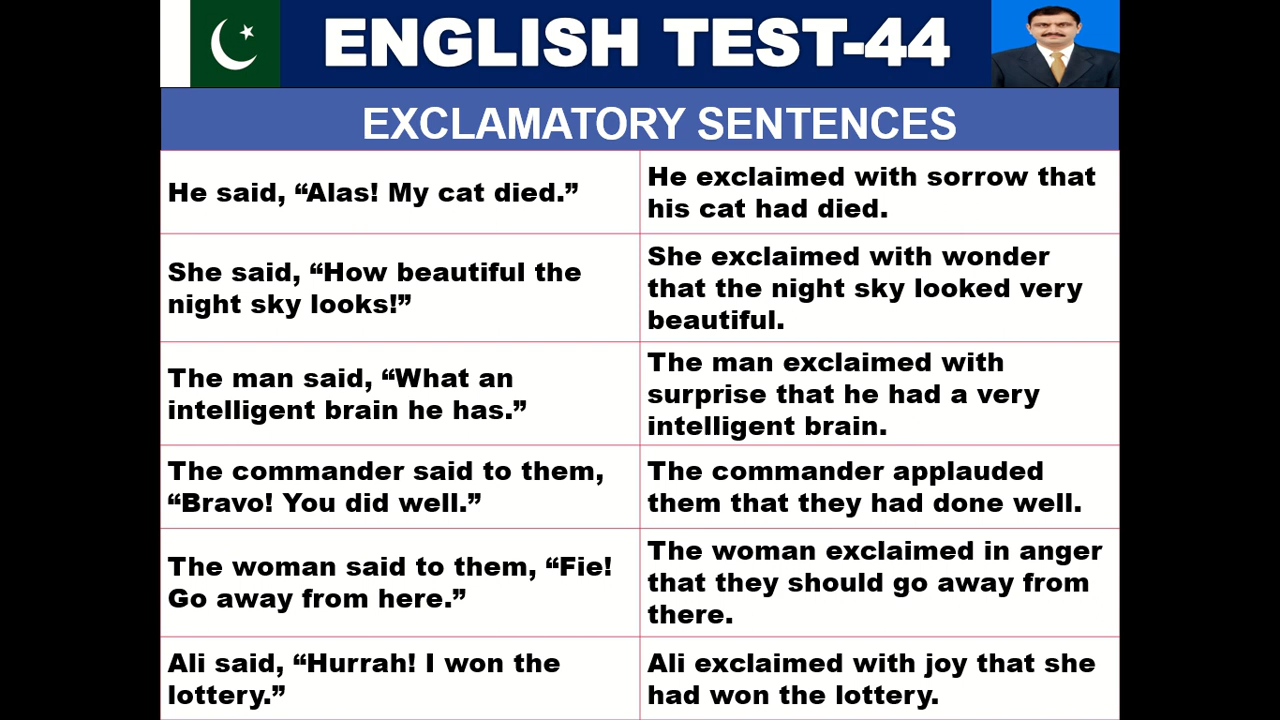 ENGLISH TEST-44
EXCLAMATORY SENTENCES
He said, “Alas! My cat died.”
He exclaimed with sorrow that
his cat had died.
She said, “How beautiful the
night sky looks!”
She exclaimed with wonder
that the night sky looked very
beautiful.
The man said, “What an
intelligent brain he has.”
The man exclaimed with
surprise that he had a very
intelligent brain.
The commander said to them,
“Bravo! You did well.”
The commander applauded
them that they had done well.
The woman said to them, “Fie!
Go away from here.”
The woman exclaimed in anger
that they should go away from
there.
Ali said, “Hurrah! I won the
lottery.”
Ali exclaimed with joy that she
had won the lottery.